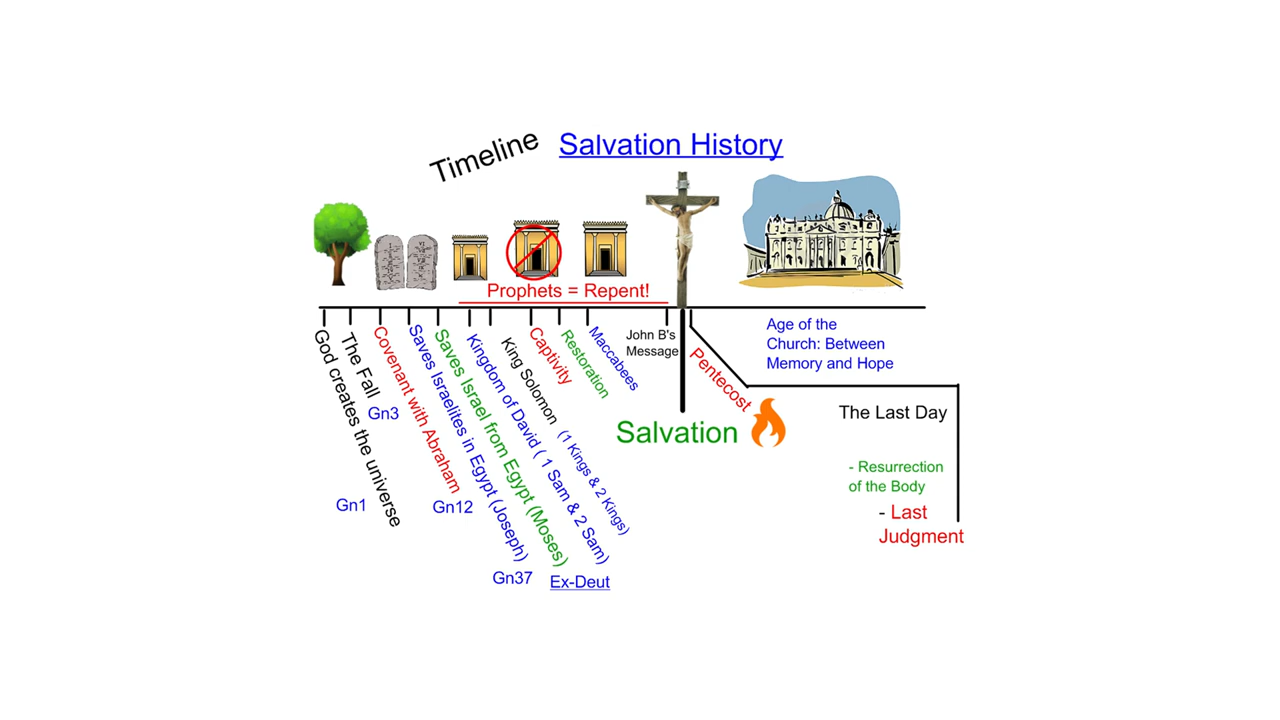 Timeline
Salvation History
Prophets = Repent!
God creates the universe
Gn1
The Fall
Gn3
Covenant with Abraham
Gn12
Saves Israelites in Egypt (Joseph)
Gn37
Saves Israel from Egypt (Moses)
Ex-Deut
Kingdom of David ( 1 Sam & 2 Sam)
King Solomon (1 Kings & 2 Kings)
Captivity
Restoration
Maccabees
John B's
Message
Salvation
Pentecost
Age of the
Church: Between
Memory and Hope
The Last Day
- Resurrection
of the Body
- Last
Judgment